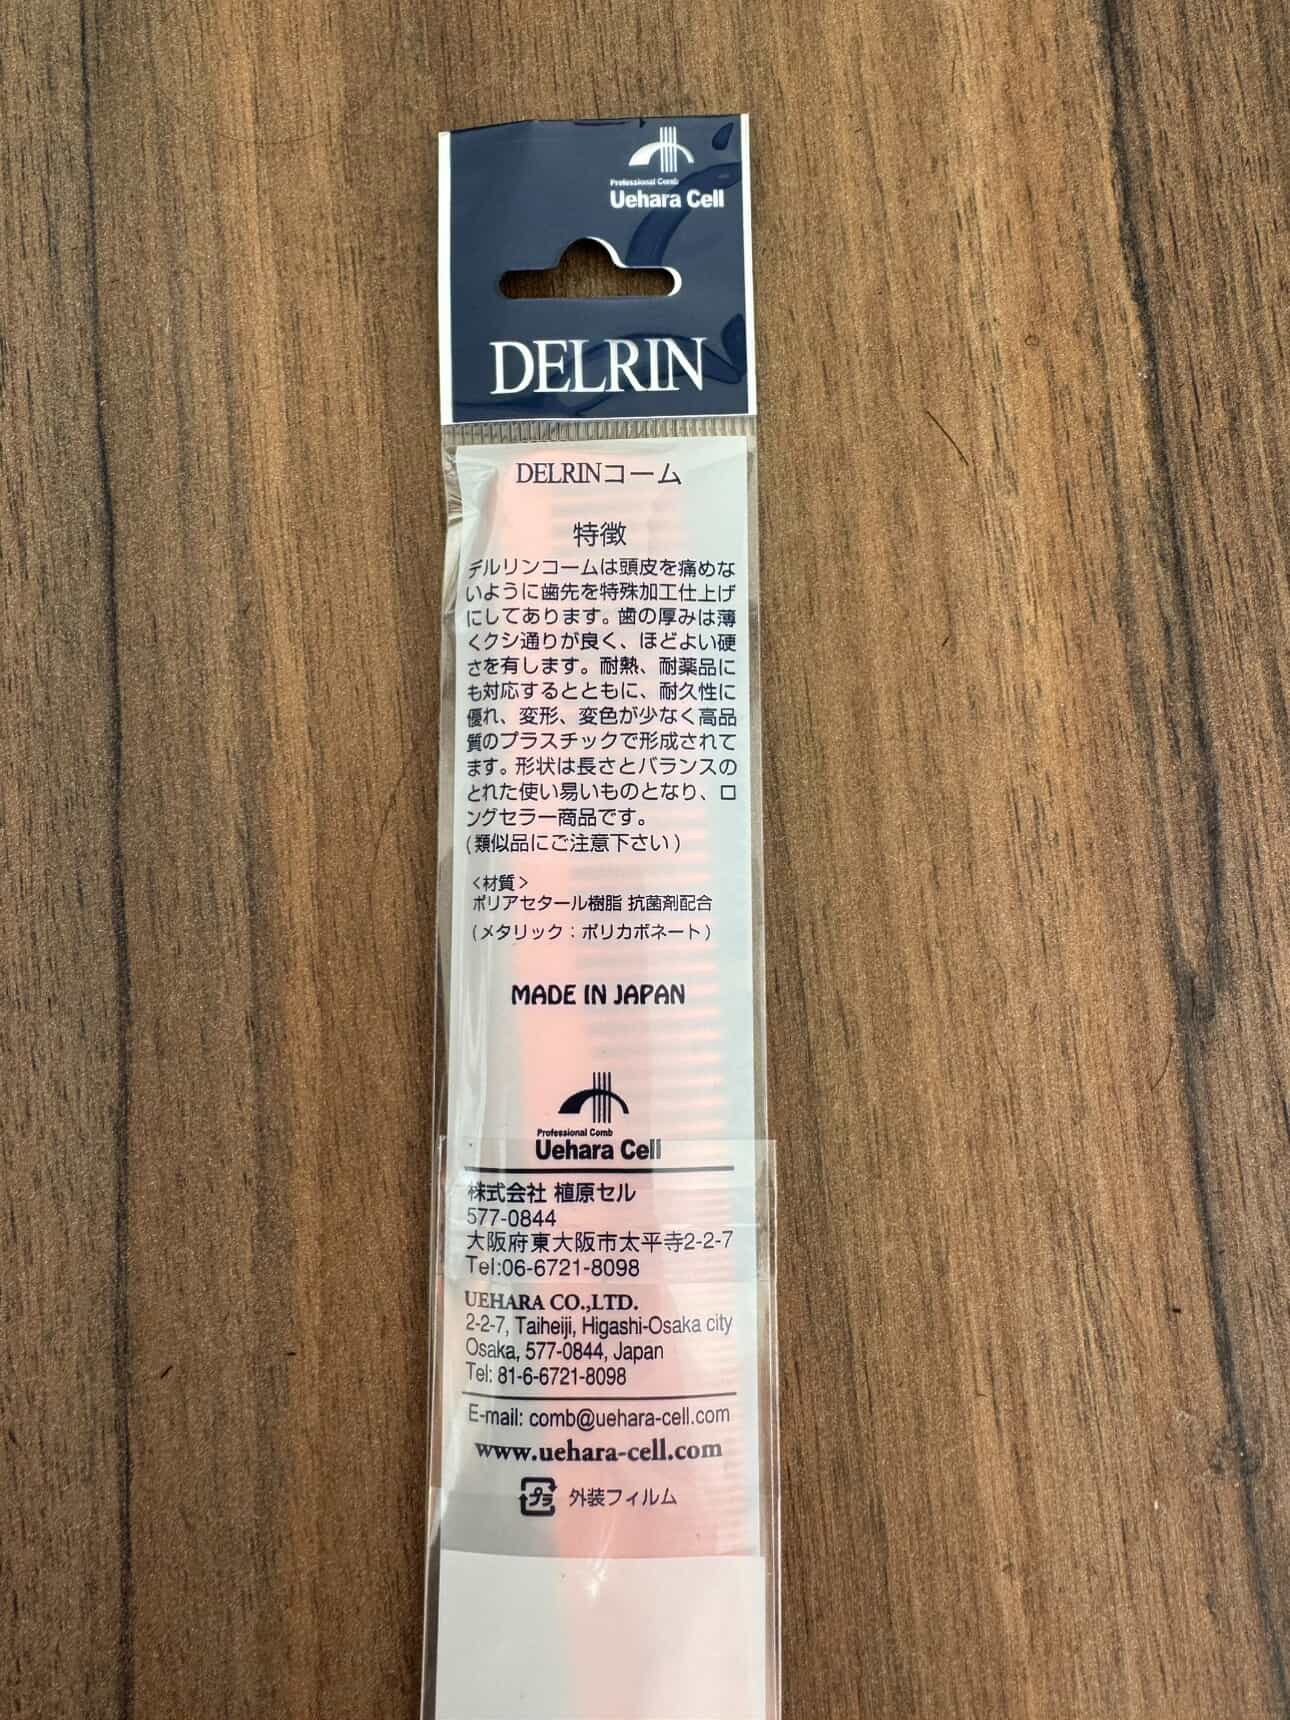 Professional Comb
Uehara Cell
DELRIN
DELRINコーム
特徴
デルリンコームは頭皮を痛めな
いように歯先を特殊加工仕上げ
にしてあります。歯の厚みは薄
くクシ通りが良く、ほどよい硬
さを有します。耐熱、耐薬品に
も対応するとともに、耐久性に
優れ、変形、変色が少なく高品
質のプラスチックで形成されて
ます。形状は長さとバランスの
とれた使い易いものとなり、ロ
ングセラー商品です。
(類似品にご注意下さい)
＜材質＞
ポリアセタール樹脂 抗菌剤配合
(メタリック：ポリカボネート)
MADE IN JAPAN
Professional Comb
Uehara Cell
株式会社 植原セル
577-0844
大阪府東大阪市太平寺2-2-7
Tel:06-6721-8098
UEHARA CO.,LTD.
2-2-7, Taiheiji, Higashi-Osaka city
Osaka, 577-0844, Japan
Tel: 81-6-6721-8098
E-mail: comb@uehara-cell.com
www.uehara-cell.com
プラ 外装フィルム